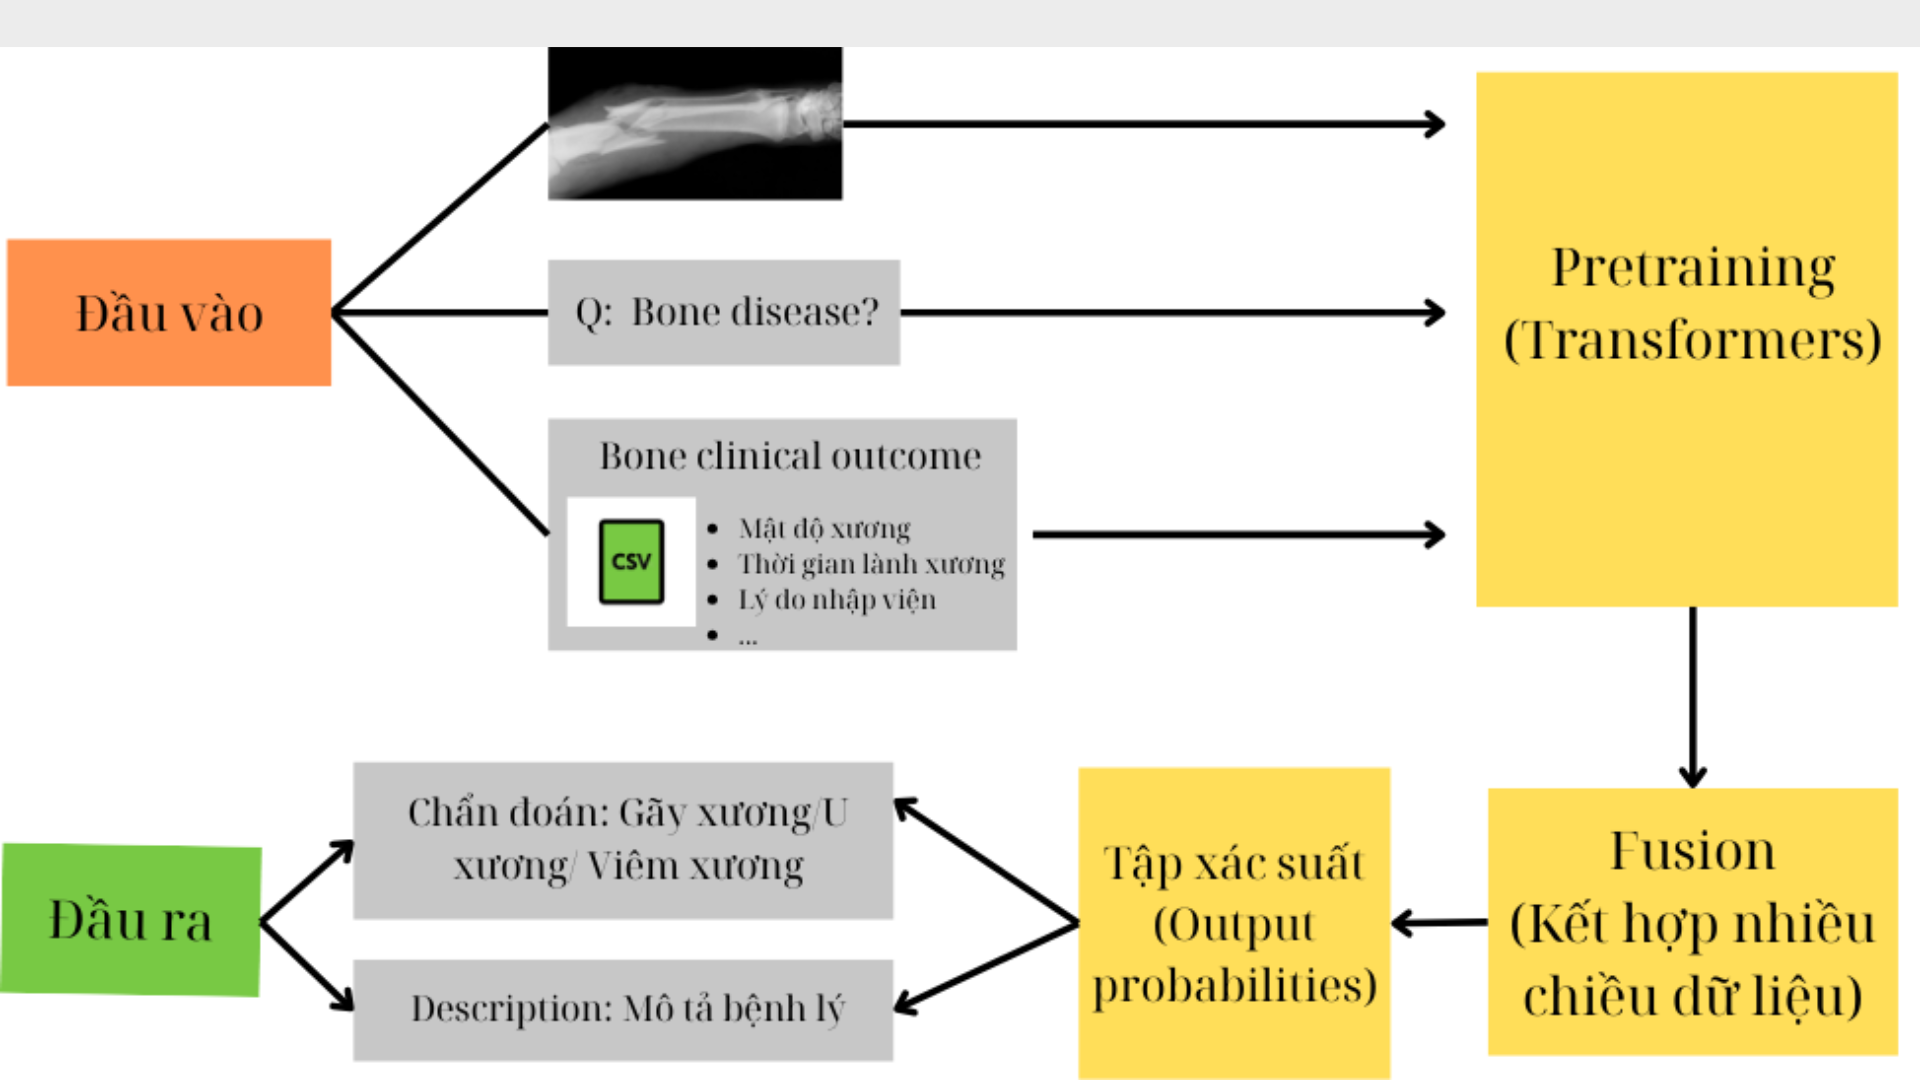 Đầu vào
Q: Bone disease?
Bone clinical outcome
CSV
• Mật độ xương
• Thời gian lành xương
• Lý do nhập viện
• ...
Pretraining
(Transformers)
Fusion
(Kết hợp nhiều
chiều dữ liệu)
Tập xác suất
(Output
probabilities)
Chẩn đoán: Gãy xương/U
xương/ Viêm xương
Description: Mô tả bệnh lý
Đầu ra